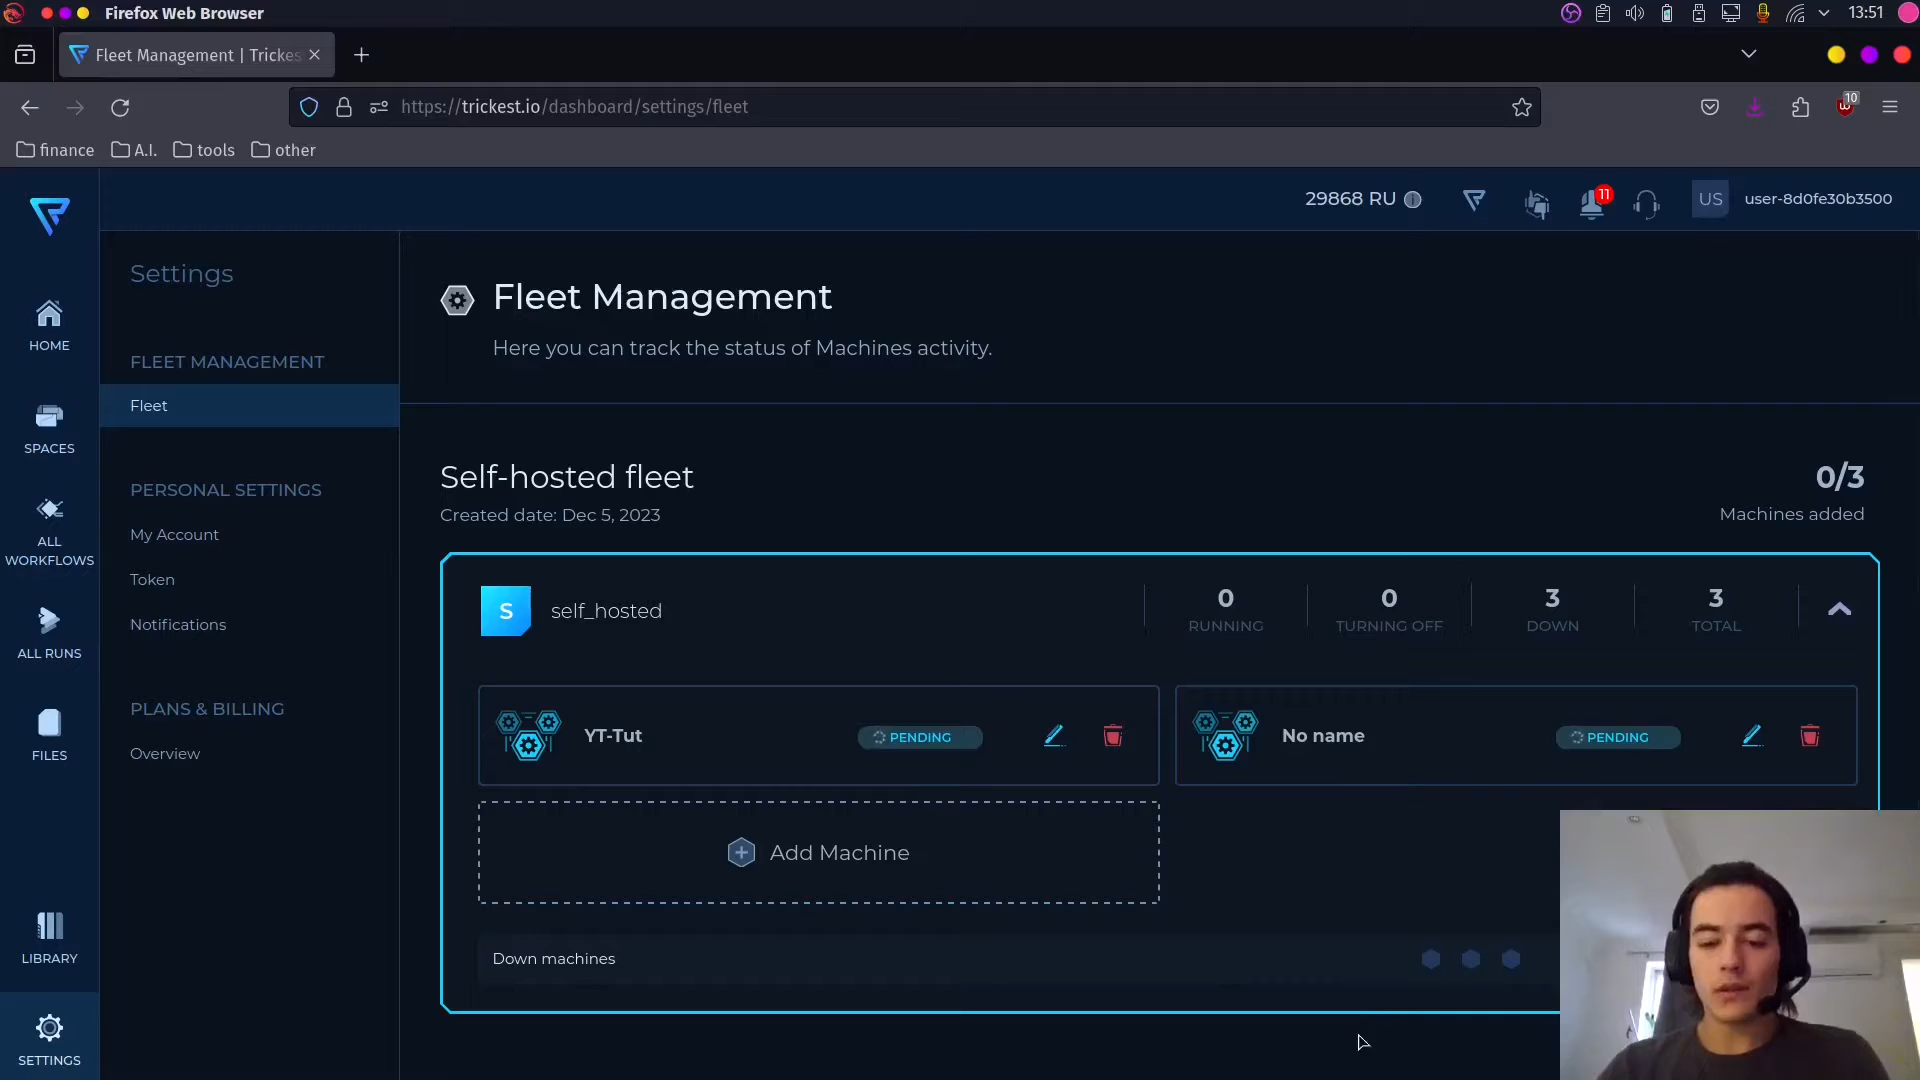 Firefox Web Browser
13:51
Fleet Management | Trickes
https://trickest.io/dashboard/settings/fleet
10
finance
A.I.
tools
other
29868 RU
11
US
user-8d0fe30b3500
Settings
FLEET MANAGEMENT
Fleet
PERSONAL SETTINGS
My Account
Token
Notifications
PLANS & BILLING
Overview
HOME
SPACES
ALL
WORKFLOWS
ALL RUNS
FILES
LIBRARY
SETTINGS
Fleet Management
Here you can track the status of Machines activity.
Self-hosted fleet
0/3
Created date: Dec 5, 2023
Machines added
S
self_hosted
0
RUNNING
0
TURNING OFF
3
DOWN
3
TOTAL
YT-Tut
PENDING
No name
PENDING
Add Machine
Down machines